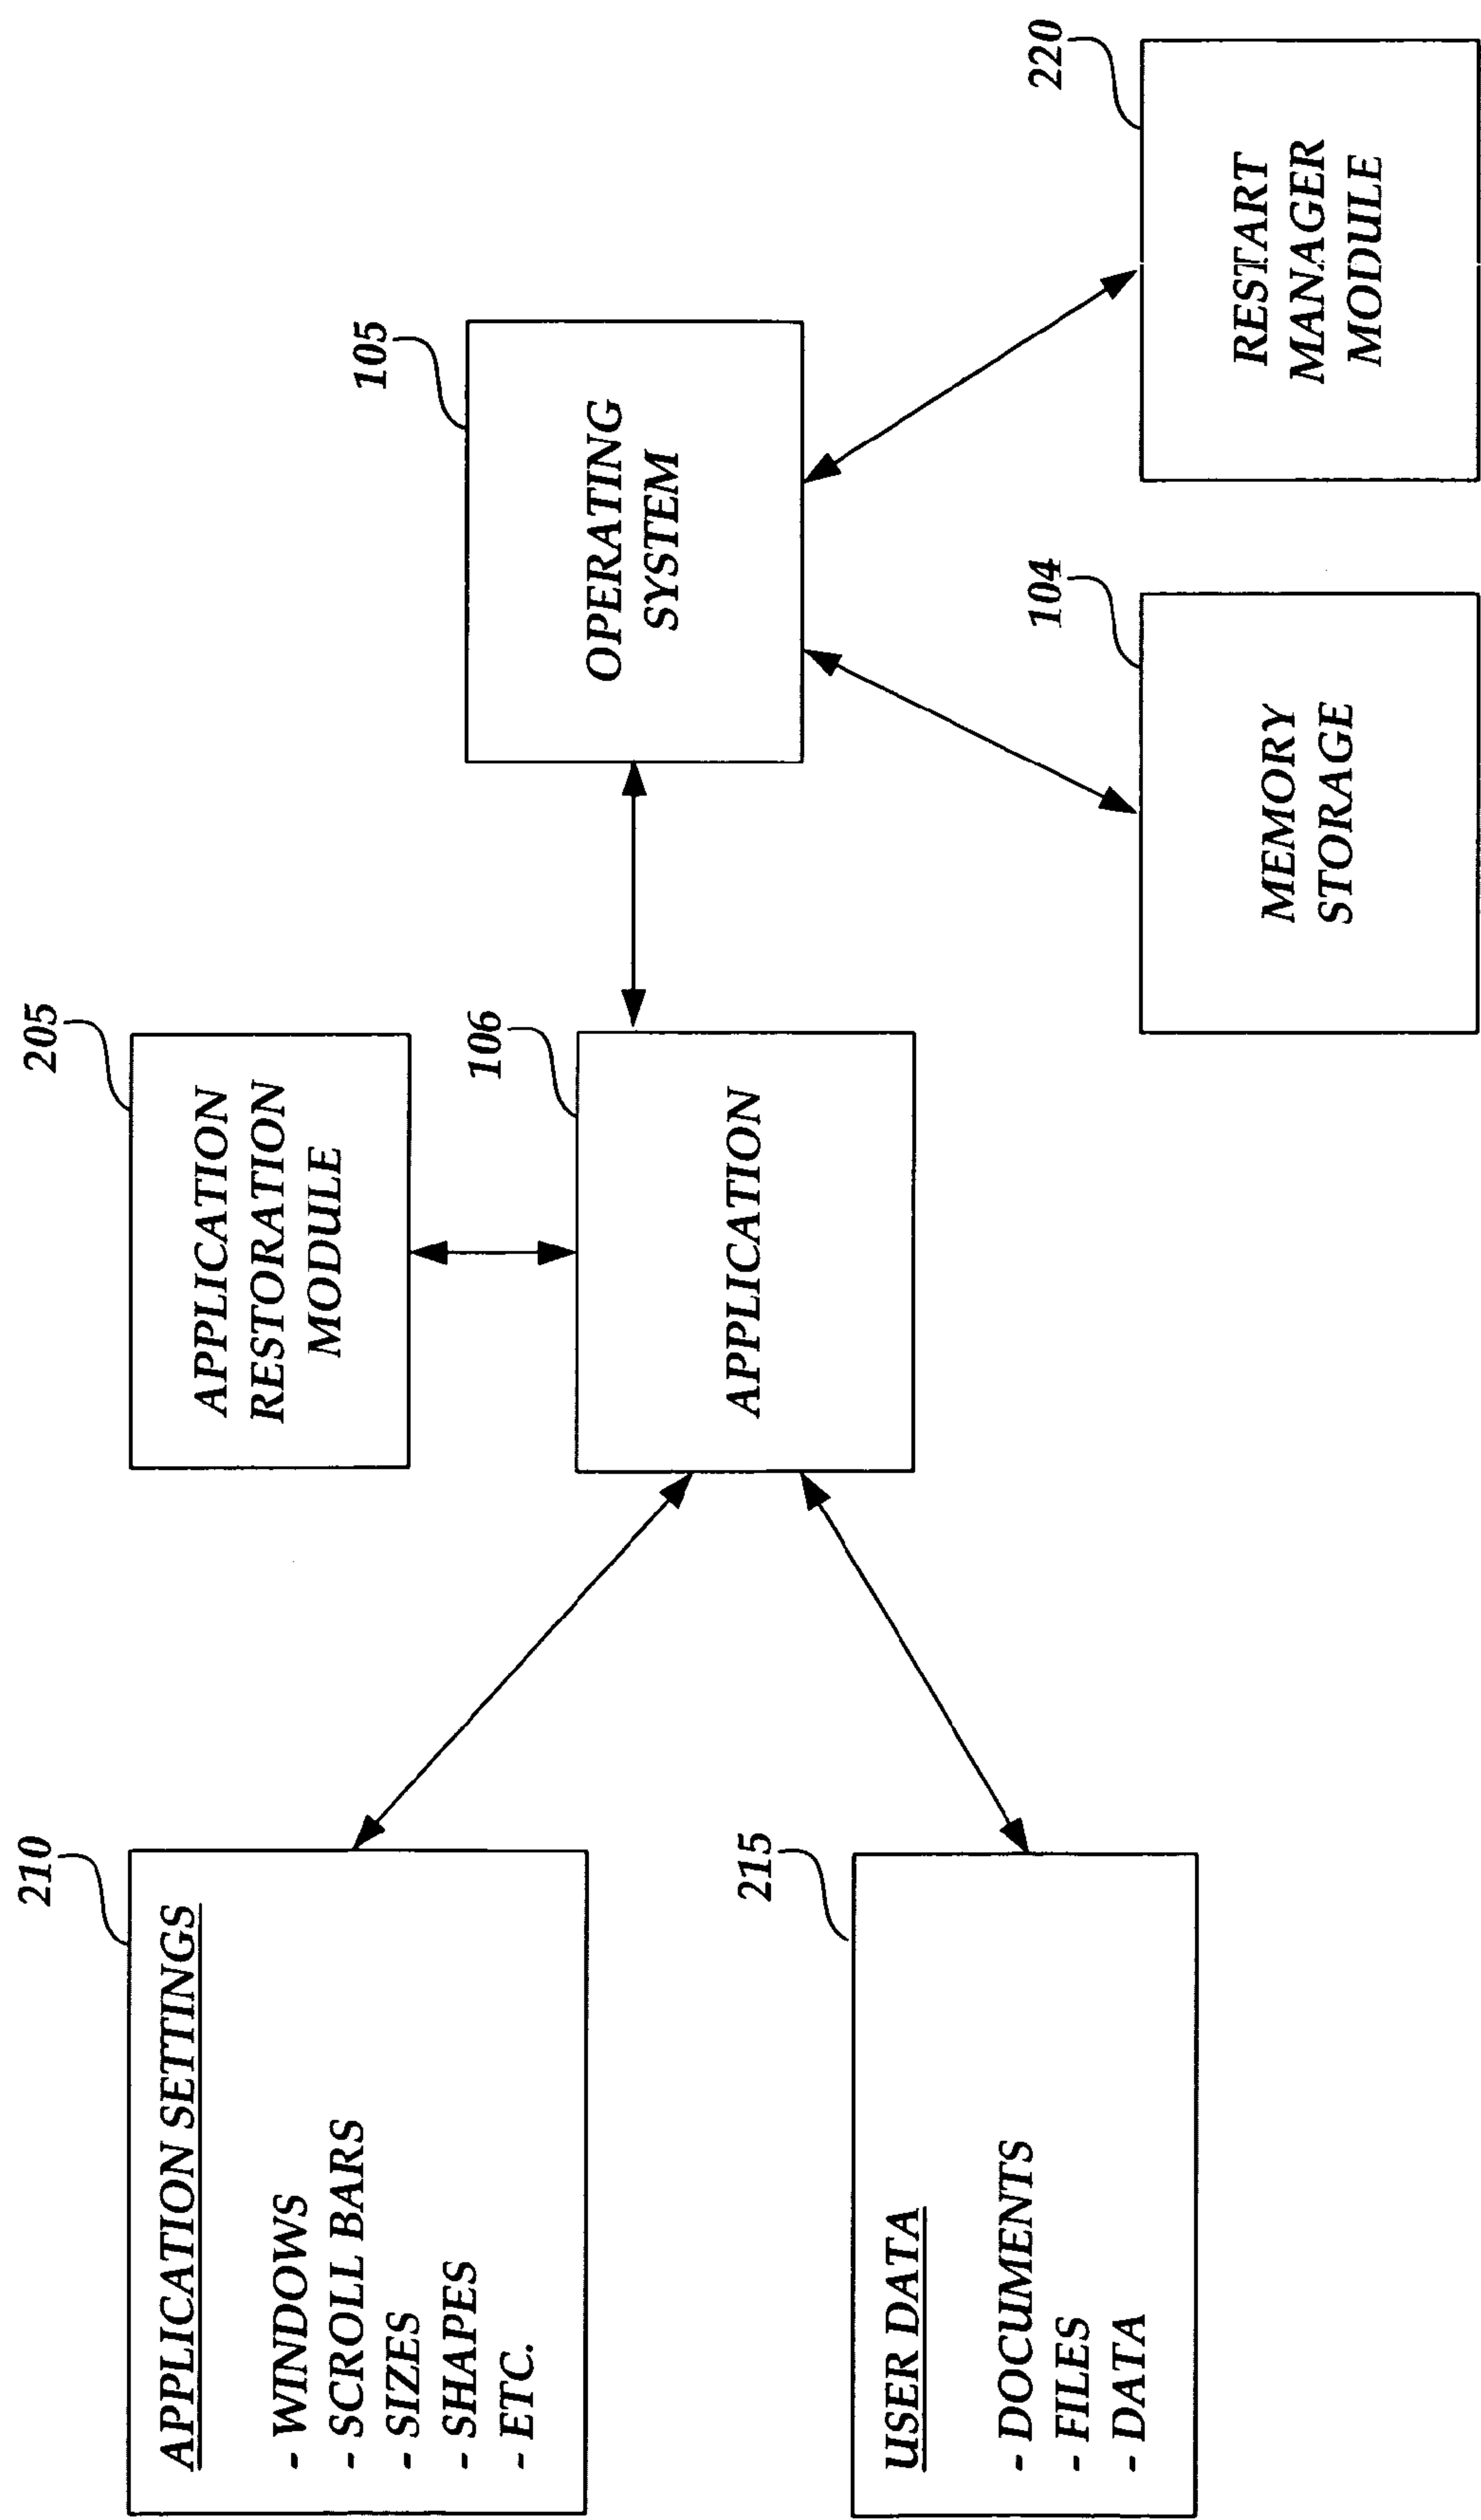 210
APPLICATION SETTINGS
- WINDOWS
- SCROLL BARS
- SIZES
- SHAPES
- ETC.
215
USER DATA
- DOCUMENTS
- FILES
- DATA
205
APPLICATION
RESTORATION
MODULE
106
APPLICATION
105
OPERATING
SYSTEM
104
MEMORY
STORAGE
220
RESTART
MANAGER
MODULE